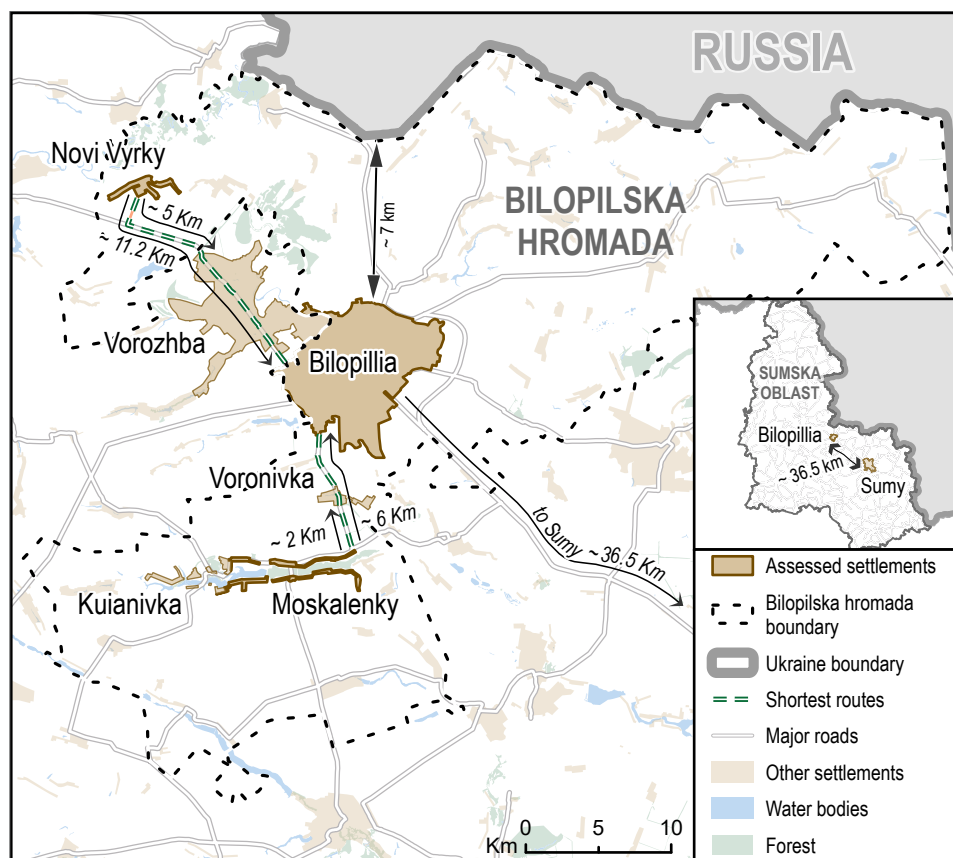 RUSSIA
Novi Vyrky
~ 5 Km
~ 11.2 Km
~ 7 km
BILOPILSKA
HROMADA
Vorozhba
Bilopillia
Voronivka
~ 2 Km
~ 6 Km
to Sumy ~ 36.5 Km
Kuianivka
Moskalenky
SUMSKA
OBLAST
Bilopillia
~ 36.5 km
Sumy
Assessed settlements
Bilopilska hromada
boundary
Ukraine boundary
Shortest routes
Major roads
Other settlements
Water bodies
Forest
0 5 10
Km